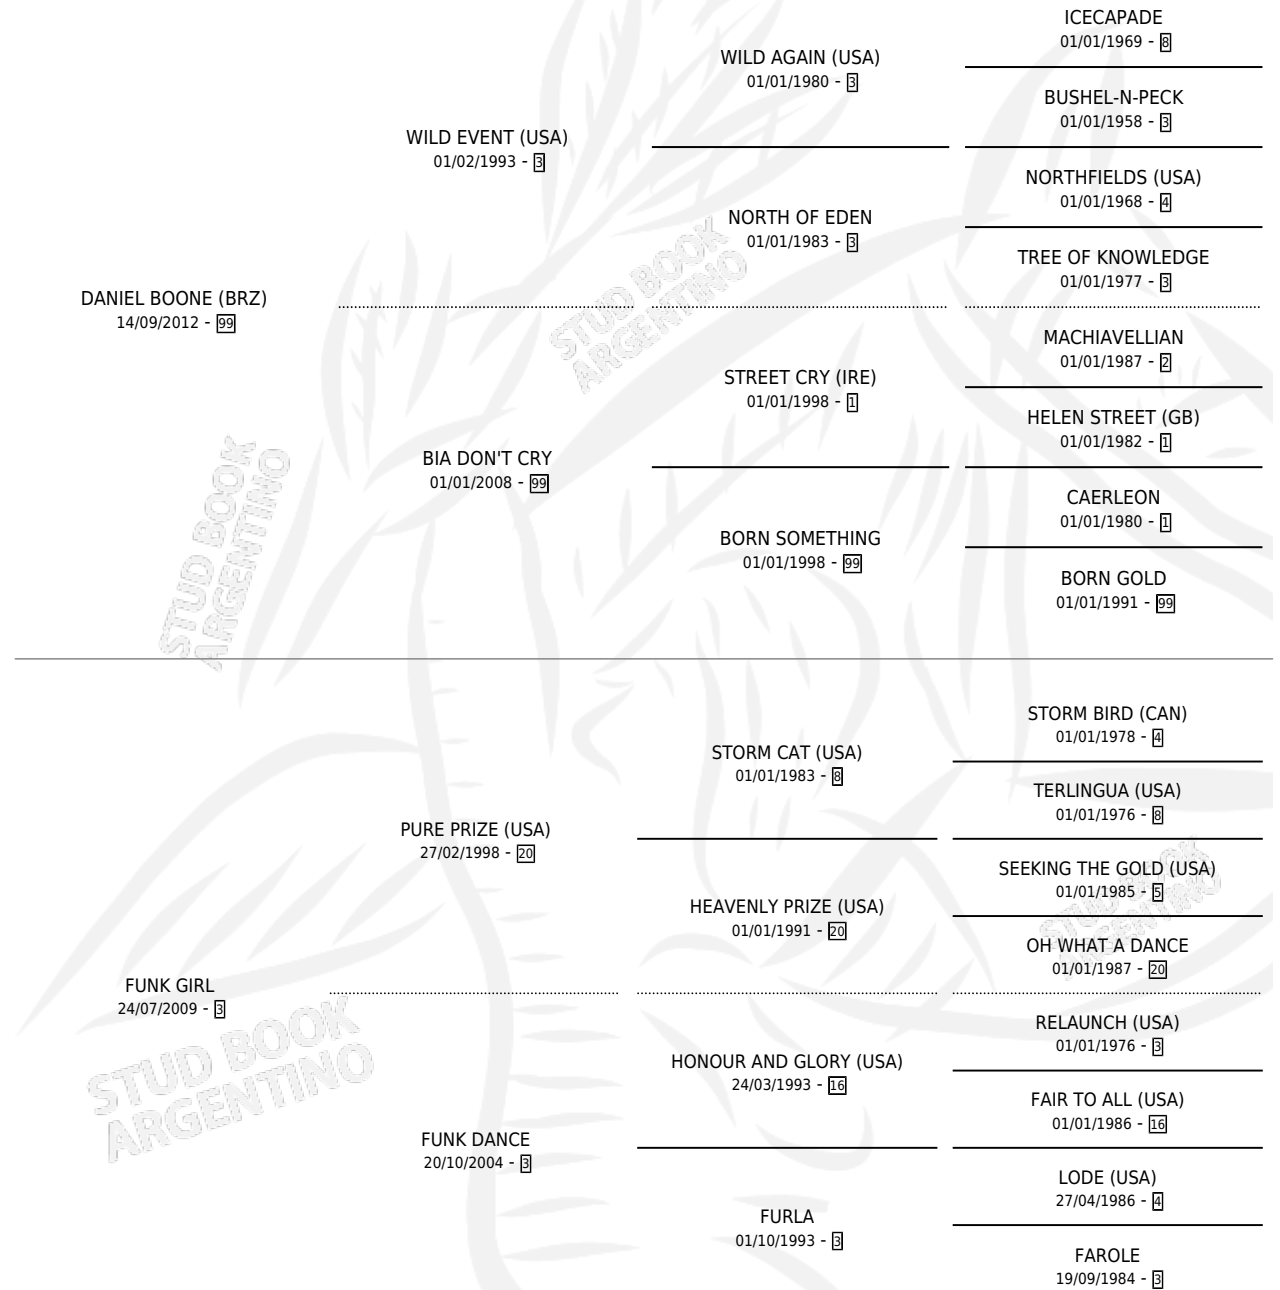 ICECAPADE
01/01/1969 - 8
WILD AGAIN (USA)
01/01/1980 - 3
BUSHEL-N-PECK
01/01/1958 - 3
WILD EVENT (USA)
01/02/1993 - 3
NORTHFIELDS (USA)
01/01/1968 - 4
NORTH OF EDEN
01/01/1983 - 3
TREE OF KNOWLEDGE
01/01/1977 - 3
DANIEL BOONE (BRZ)
14/09/2012 - 99
MACHIAVELLIAN
01/01/1987 - 2
STREET CRY (IRE)
01/01/1998 - 1
HELEN STREET (GB)
01/01/1982 - 1
BIA DON'T CRY
01/01/2008 - 99
CAERLEON
01/01/1980 - 1
BORN SOMETHING
01/01/1998 - 99
BORN GOLD
01/01/1991 - 99
STORM BIRD (CAN)
01/01/1978 - 4
STORM CAT (USA)
01/01/1983 - 8
TERLINGUA (USA)
01/01/1976 - 8
PURE PRIZE (USA)
27/02/1998 - 20
SEEKING THE GOLD (USA)
01/01/1985 - 5
HEAVENLY PRIZE (USA)
01/01/1991 - 20
OH WHAT A DANCE
01/01/1987 - 20
FUNK GIRL
24/07/2009 - 3
RELAUNCH (USA)
01/01/1976 - 3
HONOUR AND GLORY (USA)
24/03/1993 - 16
FAIR TO ALL (USA)
01/01/1986 - 16
FUNK DANCE
20/10/2004 - 3
LODE (USA)
27/04/1986 - 4
FURLA
01/10/1993 - 3
FAROLE
19/09/1984 - 3
STUD BOOK
ARGENTINO
STUD BOOK
ARGENTINO
STUD BOOK
ARGENTINO
STUD BOOK
ARGENTINO